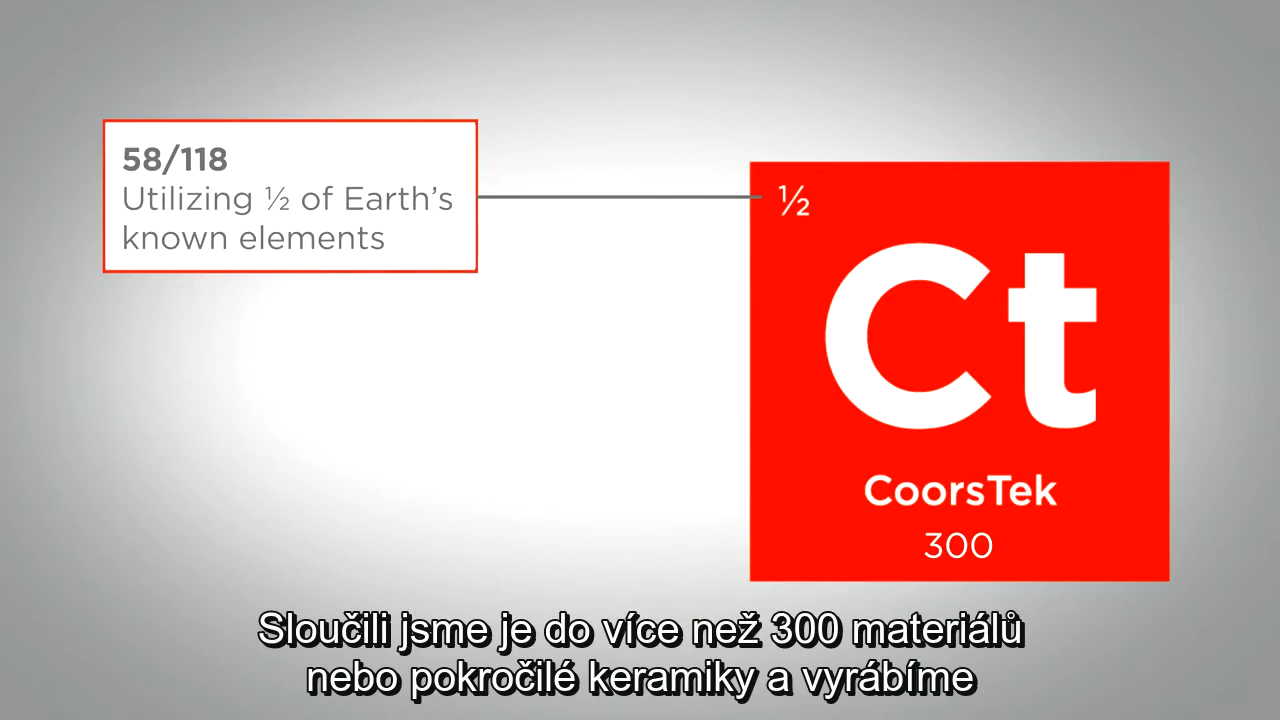 58/118
Utilizing ½ of Earth's
known elements
½
Ct
CoorsTek
300
Sloučili jsme je do více než 300 materiálů
nebo pokročilé keramiky a vyrábíme